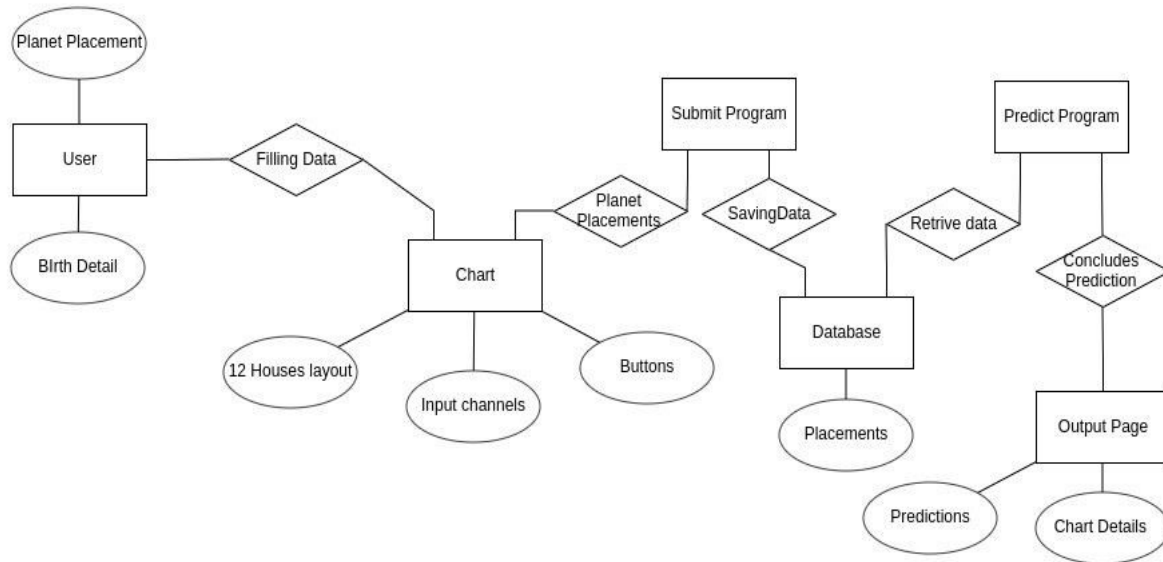 Planet Placement
User
BIrth Detail
Filling Data
Chart
12 Houses layout
Input channels
Buttons
Planet
Placements
Submit Program
SavingData
Database
Placements
Retrive data
Predict Program
Concludes
Prediction
Output Page
Predictions
Chart Details